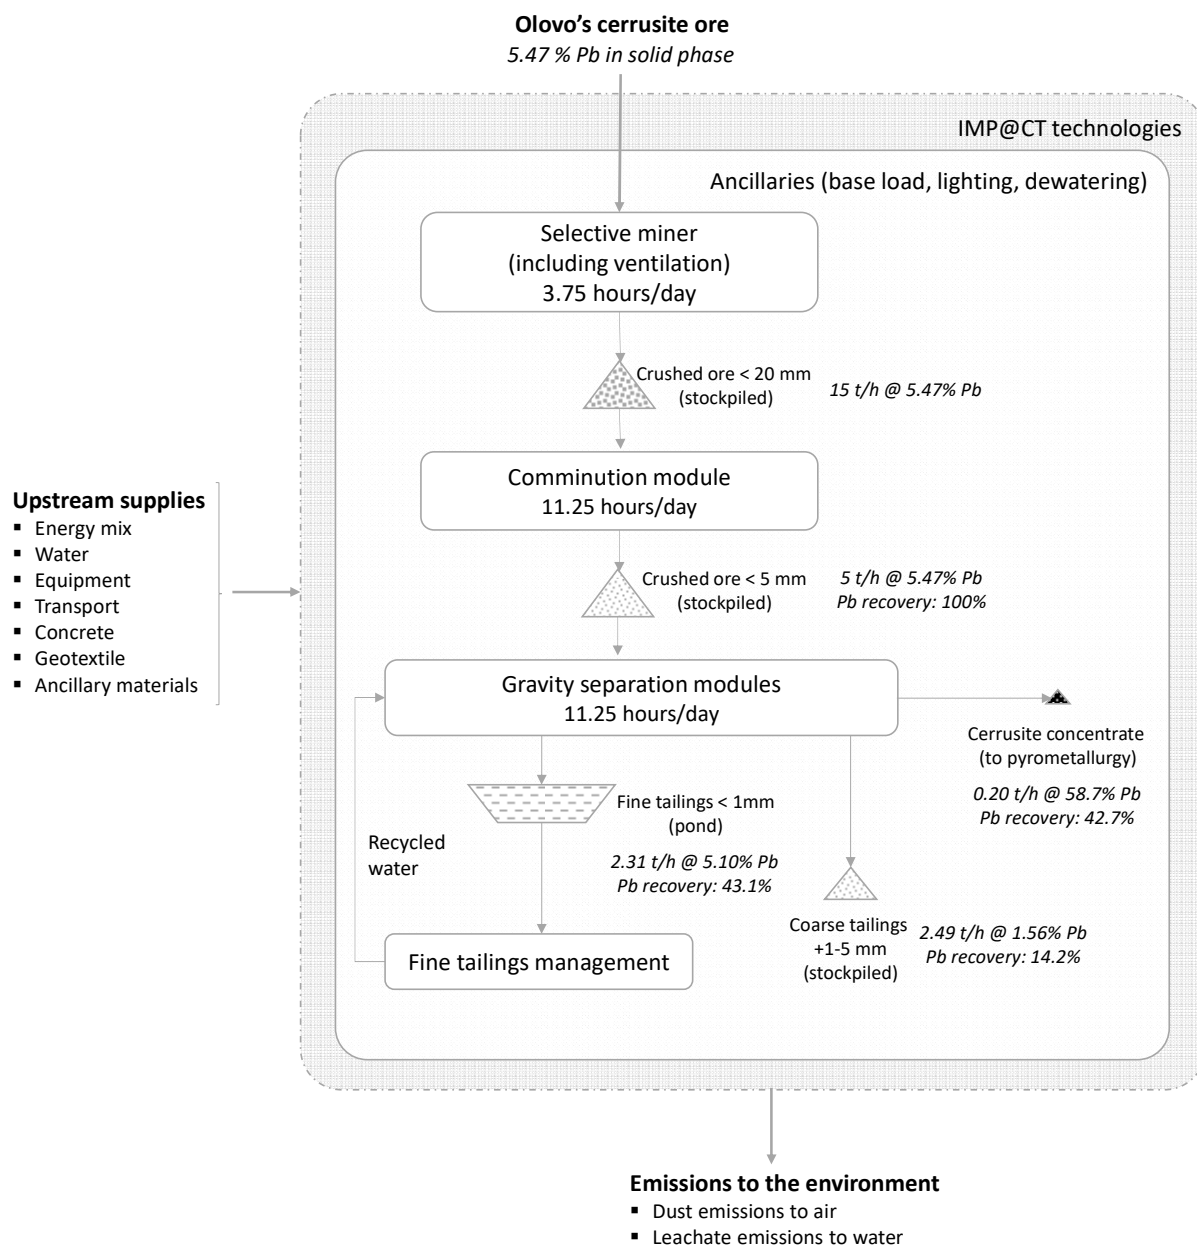 Olovo’s cerrusite ore
5.47 % Pb in solid phase
IMP@CT technologies
Ancillaries (base load, lighting, dewatering)
Selective miner
(including ventilation)
3.75 hours/day
Crushed ore < 20 mm
(stockpiled)
15 t/h @ 5.47% Pb
Comminution module
11.25 hours/day
Upstream supplies
▪ Energy mix
▪ Water
▪ Equipment
▪ Transport
▪ Concrete
▪ Geotextile
▪ Ancillary materials
Crushed ore < 5 mm
(stockpiled)
5 t/h @ 5.47% Pb
Pb recovery: 100%
Gravity separation modules
11.25 hours/day
Cerrusite concentrate
(to pyrometallurgy)
0.20 t/h @ 58.7% Pb
Pb recovery: 42.7%
Fine tailings < 1mm
(pond)
2.31 t/h @ 5.10% Pb
Pb recovery: 43.1%
Recycled
water
Coarse tailings
+1-5 mm
(stockpiled)
2.49 t/h @ 1.56% Pb
Pb recovery: 14.2%
Fine tailings management
Emissions to the environment
▪ Dust emissions to air
▪ Leachate emissions to water